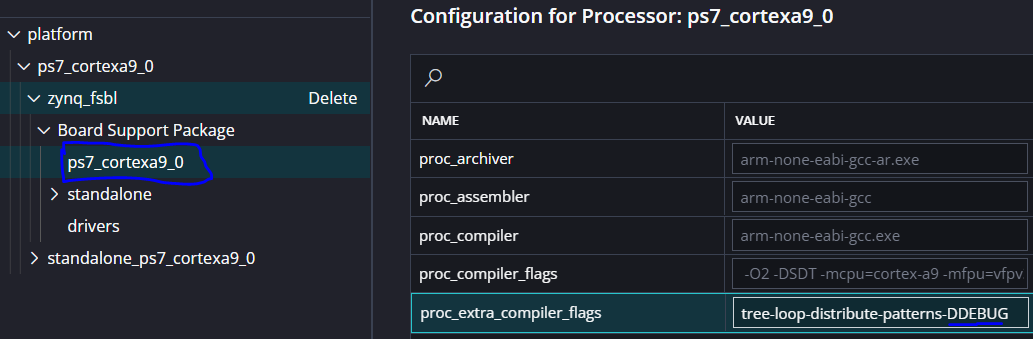 platform
ps7_cortexa9_0
zynq_fsbl Delete
Board Support Package
ps7_cortexa9_0
standalone
drivers
standalone_ps7_cortexa9_0
Configuration for Processor: ps7_cortexa9_0
NAME VALUE
proc_archiver arm-none-eabi-gcc-ar.exe
proc_assembler arm-none-eabi-gcc
proc_compiler arm-none-eabi-gcc.exe
proc_compiler_flags -O2 -DSDT -mcpu=cortex-a9 -mfpu=vfpv
proc_extra_compiler_flags tree-loop-distribute-patterns-DDEBUG